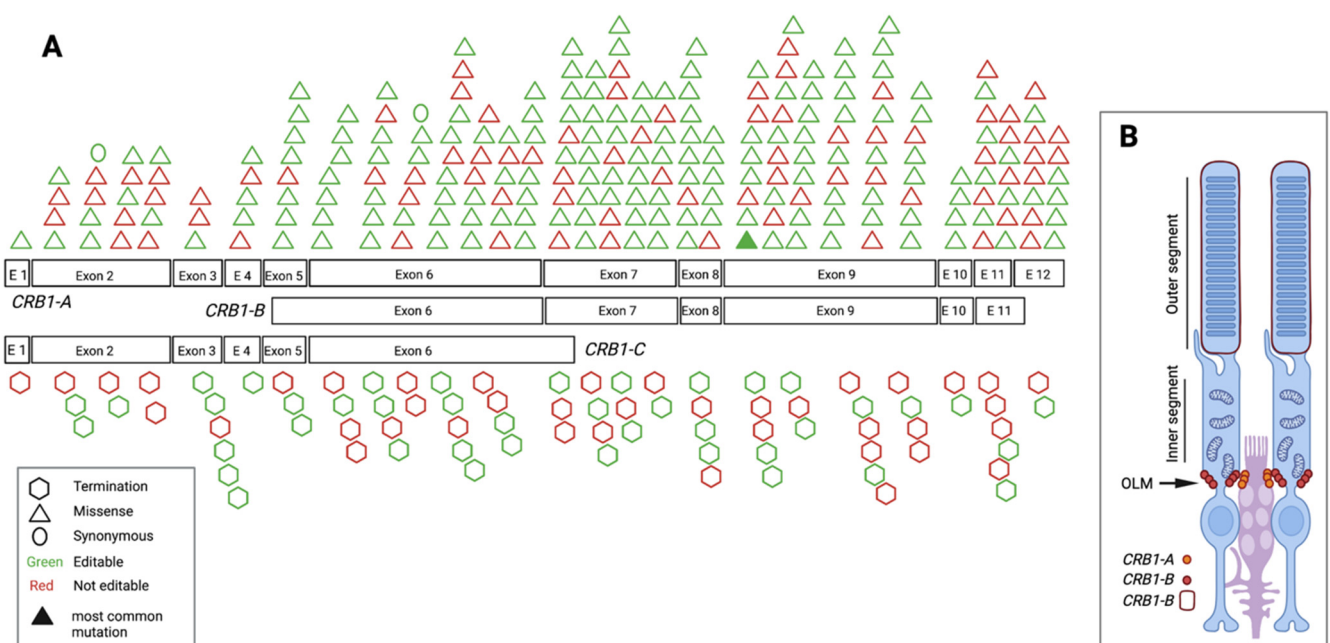 A
E 1 Exon 2 Exon 3 E 4 Exon 5 Exon 6 Exon 7 Exon 8 Exon 9 E 10 E 11 E 12
CRB1-A
CRB1-B Exon 6 Exon 7 Exon 8 Exon 9 E 10 E 11
E 1 Exon 2 Exon 3 E 4 Exon 5 Exon 6 CRB1-C
Termination
Missense
Synonymous
Green Editable
Red Not editable
most common
mutation
B
Outer segment
Inner segment
OLM
CRB1-A
CRB1-B
CRB1-B